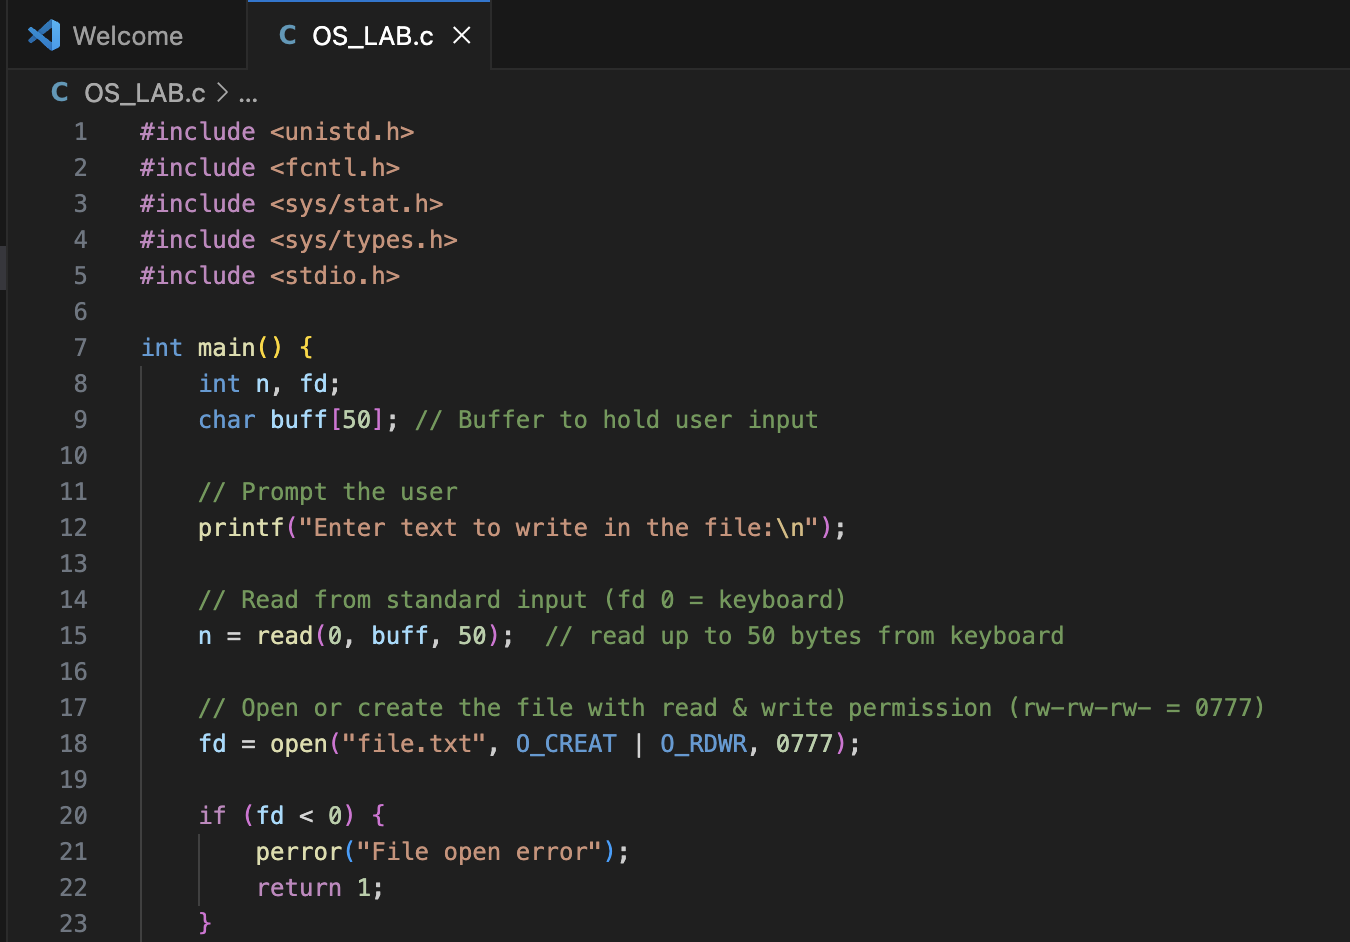 Welcome
C OS_LAB.c ×
C OS_LAB.c > ...
1 #include <unistd.h>
2 #include <fcntl.h>
3 #include <sys/stat.h>
4 #include <sys/types.h>
5 #include <stdio.h>
6
7 int main() {
8     int n, fd;
9     char buff[50]; // Buffer to hold user input
10
11     // Prompt the user
12     printf("Enter text to write in the file:\n");
13
14     // Read from standard input (fd 0 = keyboard)
15     n = read(0, buff, 50);  // read up to 50 bytes from keyboard
16
17     // Open or create the file with read & write permission (rw-rw-rw- = 0777)
18     fd = open("file.txt", O_CREAT | O_RDWR, 0777);
19
20     if (fd < 0) {
21         perror("File open error");
22         return 1;
23     }